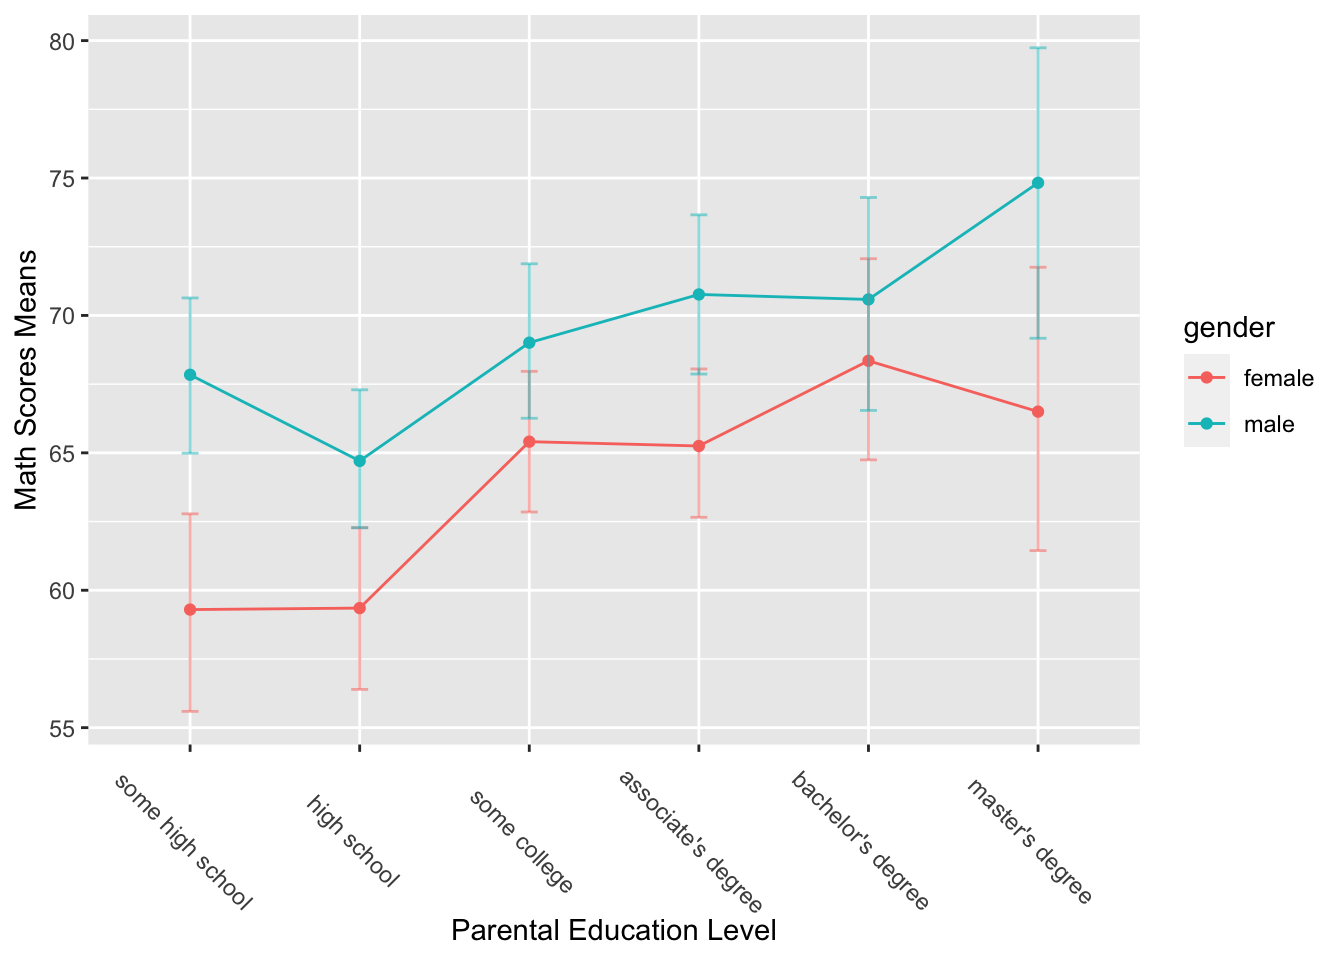 80
75
70
65
60
55
Math Scores Means
some high school
high school
some college
associate's degree
bachelor's degree
master's degree
Parental Education Level
gender
female
male